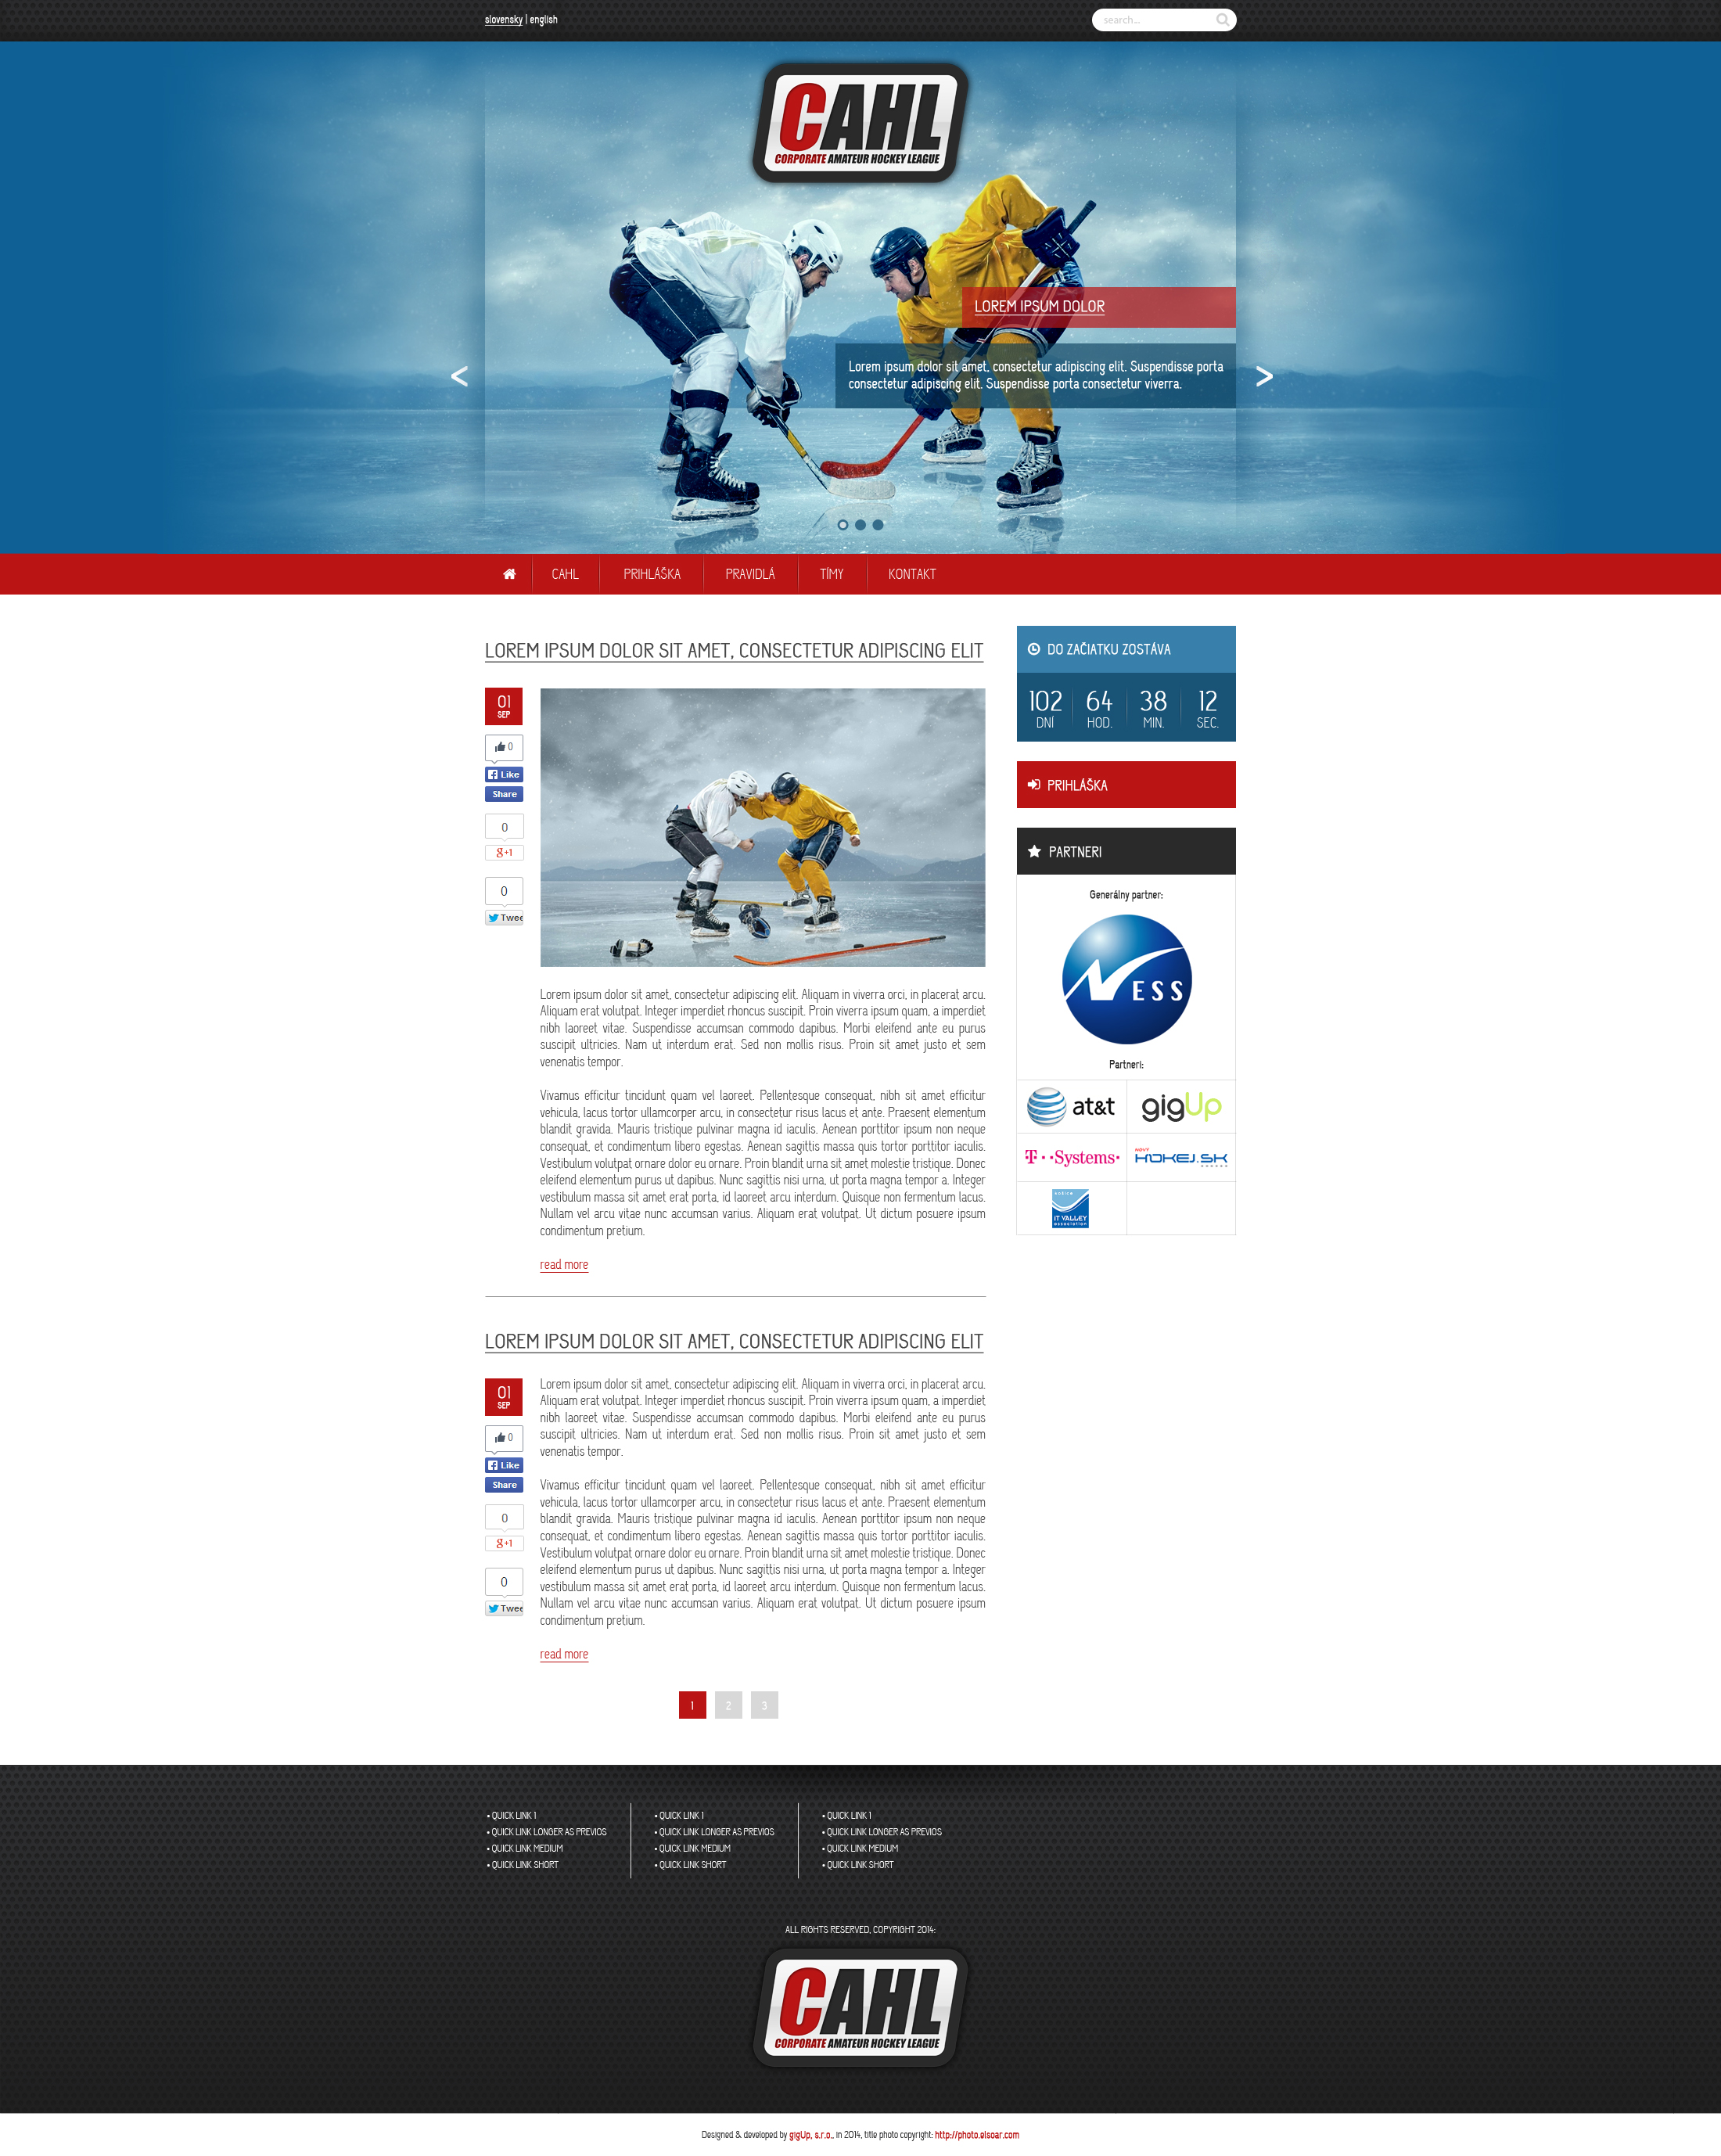 slovensky | english
search...
CAHL
CORPORATE AMATEUR HOCKEY LEAGUE
LOREM IPSUM DOLOR
Lorem ipsum dolor sit amet, consectetur adipiscing elit. Suspendisse porta
consectetur adipiscing elit. Suspendisse porta consectetur viverra.
< >
CAHL
PRIHLÁŠKA
PRAVIDLÁ
TÍMY
KONTAKT
LOREM IPSUM DOLOR SIT AMET, CONSECTETUR ADIPISCING ELIT
01
SEP
0
Like
Share
0
g+1
0
Twee
Lorem ipsum dolor sit amet, consectetur adipiscing elit. Aliquam in viverra orci, in placerat arcu.
Aliquam erat volutpat. Integer imperdiet rhoncus suscipit. Proin viverra ipsum quam, a imperdiet
nibh laoreet vitae. Suspendisse accumsan commodo dapibus. Morbi eleifend ante eu purus
suscipit ultricies. Nam ut interdum erat. Sed non mollis risus. Proin sit amet justo et sem
venenatis tempor.
Vivamus efficitur tincidunt quam vel laoreet. Pellentesque consequat, nibh sit amet efficitur
vehicula, lacus tortor ullamcorper arcu, in consectetur risus lacus et ante. Praesent elementum
blandit gravida. Mauris tristique pulvinar magna id iaculis. Aenean porttitor ipsum non neque
consequat, et condimentum libero egestas. Aenean sagittis massa quis tortor porttitor iaculis.
Vestibulum volutpat ornare dolor eu ornare. Proin blandit urna sit amet molestie tristique. Donec
eleifend elementum purus ut dapibus. Nunc sagittis nisi urna, ut porta magna tempor a. Integer
vestibulum massa sit amet erat porta, id laoreet arcu interdum. Quisque non fermentum lacus.
Nullam vel arcu vitae nunc accumsan varius. Aliquam erat volutpat. Ut dictum posuere ipsum
condimentum pretium.
read more
LOREM IPSUM DOLOR SIT AMET, CONSECTETUR ADIPISCING ELIT
01
SEP
0
Like
Share
0
g+1
0
Twee
Lorem ipsum dolor sit amet, consectetur adipiscing elit. Aliquam in viverra orci, in placerat arcu.
Aliquam erat volutpat. Integer imperdiet rhoncus suscipit. Proin viverra ipsum quam, a imperdiet
nibh laoreet vitae. Suspendisse accumsan commodo dapibus. Morbi eleifend ante eu purus
suscipit ultricies. Nam ut interdum erat. Sed non mollis risus. Proin sit amet justo et sem
venenatis tempor.
Vivamus efficitur tincidunt quam vel laoreet. Pellentesque consequat, nibh sit amet efficitur
vehicula, lacus tortor ullamcorper arcu, in consectetur risus lacus et ante. Praesent elementum
blandit gravida. Mauris tristique pulvinar magna id iaculis. Aenean porttitor ipsum non neque
consequat, et condimentum libero egestas. Aenean sagittis massa quis tortor porttitor iaculis.
Vestibulum volutpat ornare dolor eu ornare. Proin blandit urna sit amet molestie tristique. Donec
eleifend elementum purus ut dapibus. Nunc sagittis nisi urna, ut porta magna tempor a. Integer
vestibulum massa sit amet erat porta, id laoreet arcu interdum. Quisque non fermentum lacus.
Nullam vel arcu vitae nunc accumsan varius. Aliquam erat volutpat. Ut dictum posuere ipsum
condimentum pretium.
read more
1 2 3
DO ZAČIATKU ZOSTÁVA
102 64 38 12
DNÍ HOD. MIN. SEC.
PRIHLÁŠKA
PARTNERI
Generálny partner:
NESS
Partneri:
at&t
gigUp
T··Systems·
NOVÝ
HOKEJ.SK
košice
IT VALLEY
association
• QUICK LINK 1
• QUICK LINK LONGER AS PREVIOS
• QUICK LINK MEDIUM
• QUICK LINK SHORT
• QUICK LINK 1
• QUICK LINK LONGER AS PREVIOS
• QUICK LINK MEDIUM
• QUICK LINK SHORT
• QUICK LINK 1
• QUICK LINK LONGER AS PREVIOS
• QUICK LINK MEDIUM
• QUICK LINK SHORT
ALL RIGHTS RESERVED, COPYRIGHT 2014:
CAHL
CORPORATE AMATEUR HOCKEY LEAGUE
Designed & developed by gigUp, s.r.o., in 2014, title photo copyright: http://photo.elsoar.com